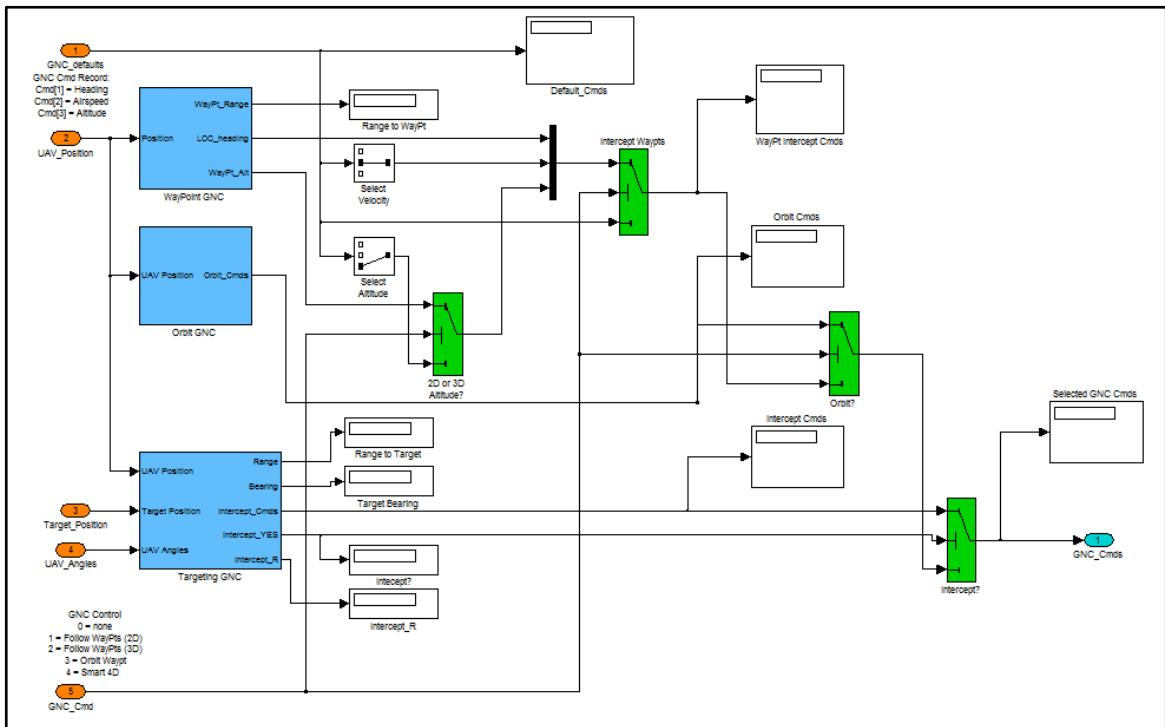 1
GNC_defaults
GNC Cmd Record:
Cmd[1] = Heading
Cmd[2] = Airspeed
Cmd[3] = Altitude
2
UAV_Position
Position
WayPt_Range
LOC_heading
WayPt_Alt
WayPoint GNC
Range to WayPt
Select
Velocity
Select
Altitude
Default_Cmds
Intercept Waypts
WayPt Intercept Cmds
UAV Position
Orbit_Cmds
Orbit GNC
2D or 3D
Altitude?
Orbit Cmds
Orbit?
Intercept Cmds
Selected GNC Cmds
UAV Position
Target Position
UAV Angles
Range
Bearing
Intercept_Cmds
Intercept_YES
Intercept_R
Targeting GNC
Range to Target
Target Bearing
Intecept?
Intercept_R
3
Target_Position
4
UAV_Angles
Intercept?
1
GNC_Cmds
GNC Control
0 = none
1 = Follow WayPts (2D)
2 = Follow WayPts (3D)
3 = Orbit Waypt
4 = Smart 4D
5
GNC_Cmd